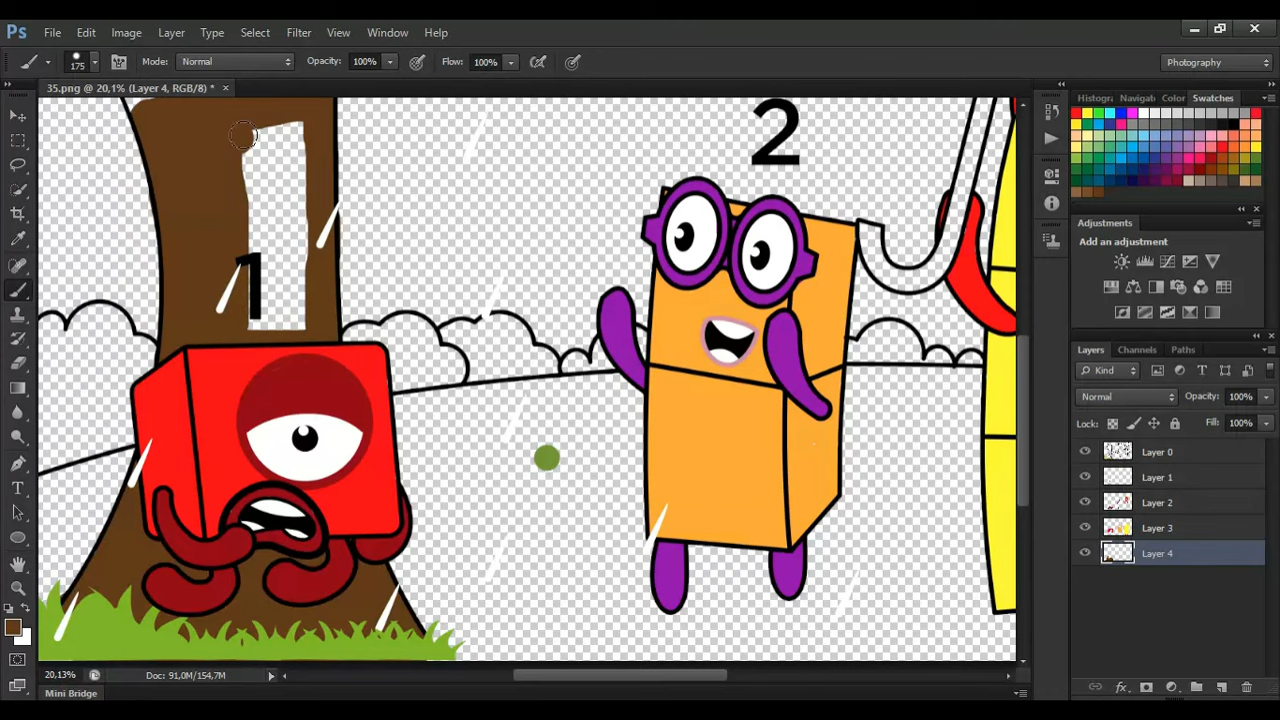 Ps File Edit Image Layer Type Select Filter View Window Help
175 Mode: Normal Opacity: 100% Flow: 100% Photography
35.png @ 20,1% (Layer 4, RGB/8) * ×
Histogr Navigat Color Swatches
2
1
Adjustments
Add an adjustment
Layers Channels Paths
Kind
Normal Opacity: 100%
Lock: Fill: 100%
Layer 0
Layer 1
Layer 2
Layer 3
Layer 4
20,13% Doc: 91,0M/154,7M
Mini Bridge